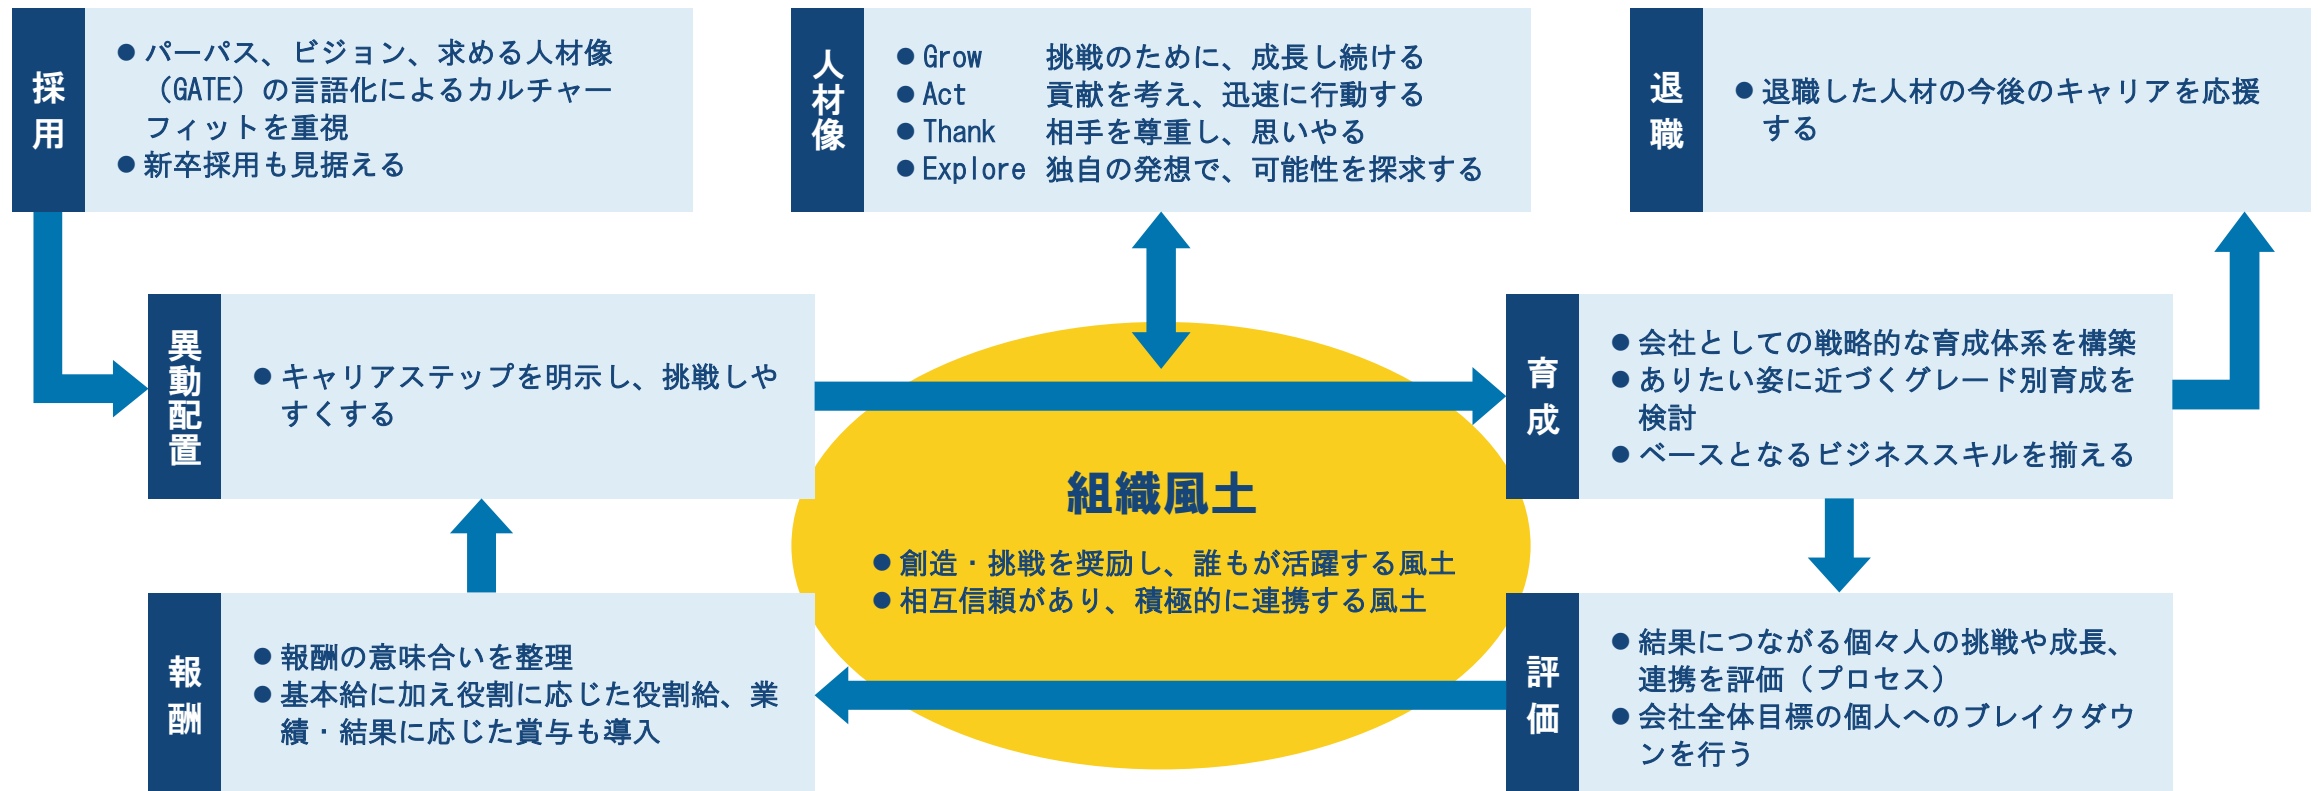 採用
● パーパス、ビジョン、求める人材像
（GATE）の言語化によるカルチャー
フィットを重視
● 新卒採用も見据える
人材像
● Grow 挑戦のために、成長し続ける
● Act 貢献を考え、迅速に行動する
● Thank 相手を尊重し、思いやる
● Explore 独自の発想で、可能性を探求する
退職
● 退職した人材の今後のキャリアを応援
する
異動配置
● キャリアステップを明示し、挑戦しや
すくする
育成
● 会社としての戦略的な育成体系を構築
● ありたい姿に近づくグレード別育成を
検討
● ベースとなるビジネススキルを揃える
組織風土
● 創造・挑戦を奨励し、誰もが活躍する風土
● 相互信頼があり、積極的に連携する風土
報酬
● 報酬の意味合いを整理
● 基本給に加え役割に応じた役割給、業
績・結果に応じた賞与も導入
評価
● 結果につながる個々人の挑戦や成長、
連携を評価（プロセス）
● 会社全体目標の個人へのブレイクダウ
ンを行う